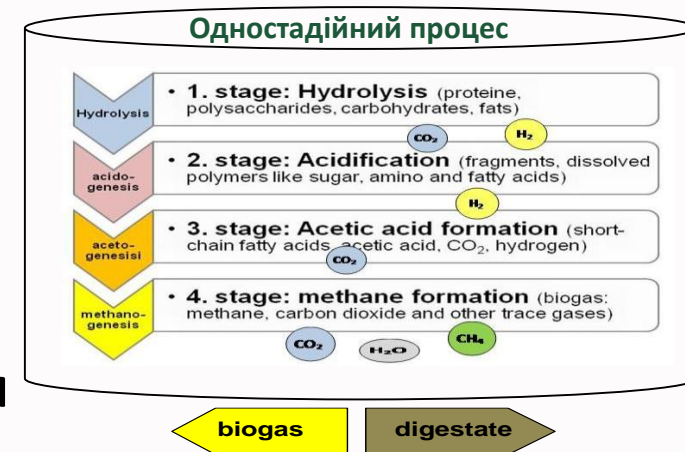 Одностадійний процес
Hydrolysis
• 1. stage: Hydrolysis (proteine,
polysaccharides, carbohydrates, fats)
CO₂
H₂
acido-
genesis
• 2. stage: Acidification (fragments, dissolved
polymers like sugar, amino and fatty acids)
H₂
aceto-
genesisi
• 3. stage: Acetic acid formation (short-
chain fatty acids, acetic acid, CO₂, hydrogen)
CO₂
methano-
genesis
• 4. stage: methane formation (biogas:
methane, carbon dioxide and other trace gases)
CO₂
H₂O
CH₄
biogas
digestate